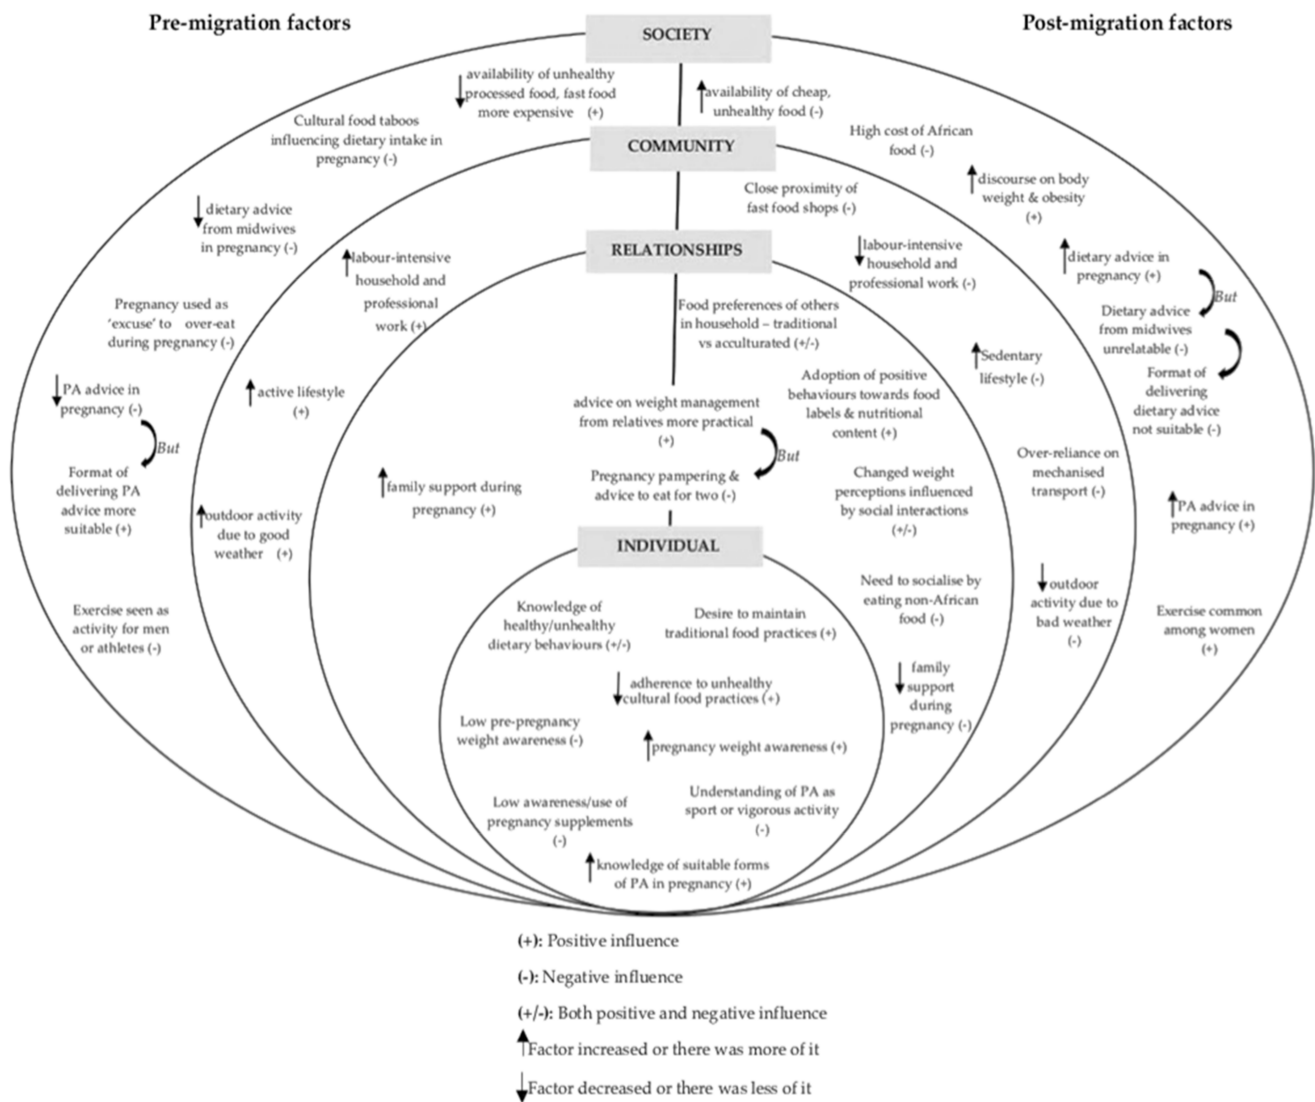 Pre-migration factors
Post-migration factors
SOCIETY
availability of unhealthy
processed food, fast food
more expensive (+)
availability of cheap,
unhealthy food (-)
Cultural food taboos
influencing dietary intake in
pregnancy (-)
High cost of African
food (-)
COMMUNITY
discourse on body
weight & obesity
(+)
Close proximity of
fast food shops (-)
dietary advice
from midwives
in pregnancy (-)
RELATIONSHIPS
labour-intensive
household and
professional
work (+)
labour-intensive
household and
professional work (-)
dietary advice in
pregnancy (+)
But
Dietary advice
from midwives
unrelatable (-)
Format of
delivering
dietary advice
not suitable (-)
Pregnancy used as
'excuse' to over-eat
during pregnancy (-)
Food preferences of others
in household – traditional
vs acculturated (+/-)
Sedentary
lifestyle (-)
PA advice in
pregnancy (-)
But
Format of
delivering PA
advice more
suitable (+)
active lifestyle
(+)
advice on weight management
from relatives more practical
(+)
But
Pregnancy pampering &
advice to eat for two (-)
Adoption of positive
behaviours towards food
labels & nutritional
content (+)
Over-reliance on
mechanised
transport (-)
family support during
pregnancy (+)
Changed weight
perceptions influenced
by social interactions
(+/-)
PA advice in
pregnancy (+)
outdoor activity
due to good
weather (+)
INDIVIDUAL
Need to socialise by
eating non-African
food (-)
outdoor
activity due to
bad weather
(-)
Exercise seen as
activity for men
or athletes (-)
Exercise common
among women
(+)
Knowledge of
healthy/unhealthy
dietary behaviours (+/-)
Desire to maintain
traditional food practices (+)
family
support
during
pregnancy (-)
adherence to unhealthy
cultural food practices (+)
Low pre-pregnancy
weight awareness (-)
pregnancy weight awareness (+)
Low awareness/use of
pregnancy supplements
(-)
Understanding of PA as
sport or vigorous activity
(-)
knowledge of suitable forms
of PA in pregnancy (+)
(+): Positive influence
(-): Negative influence
(+/-): Both positive and negative influence
Factor increased or there was more of it
Factor decreased or there was less of it